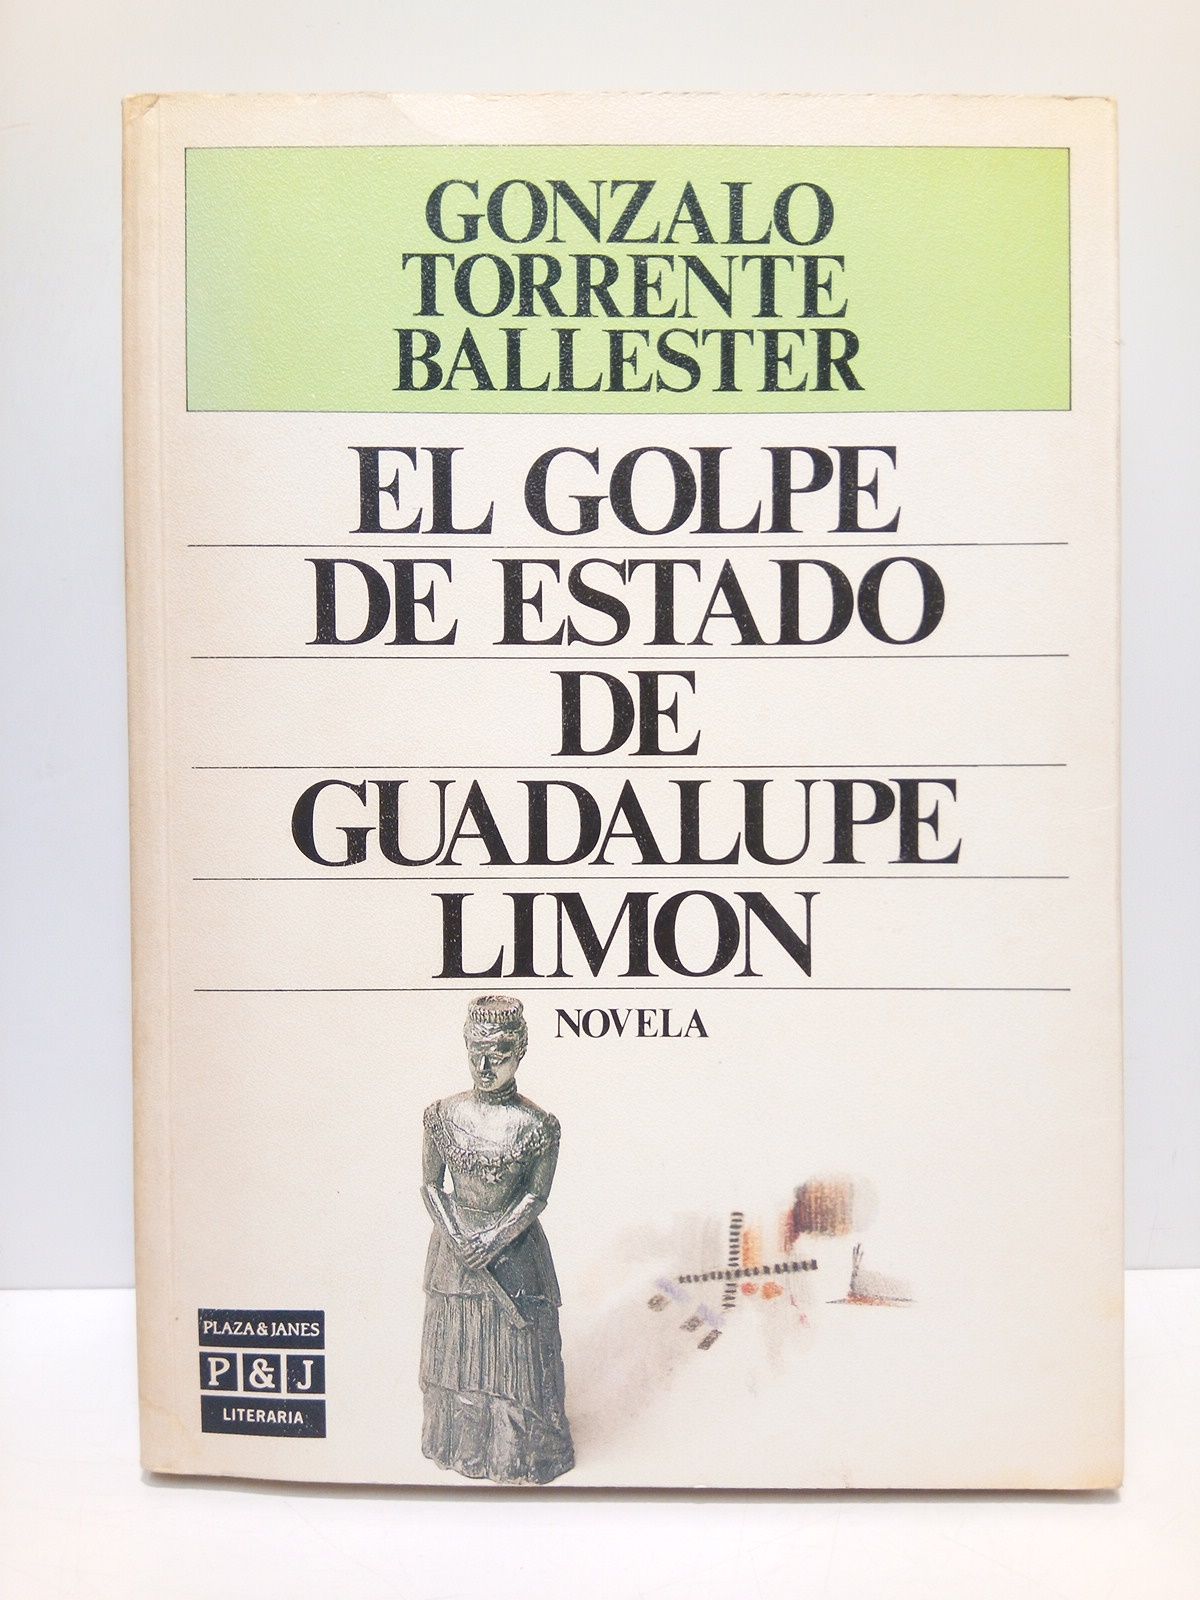 GONZALO
TORRENTE
BALLESTER
EL GOLPE
DE ESTADO
DE
GUADALUPE
LIMON
NOVELA
PLAZA & JANES
P & J
LITERARIA